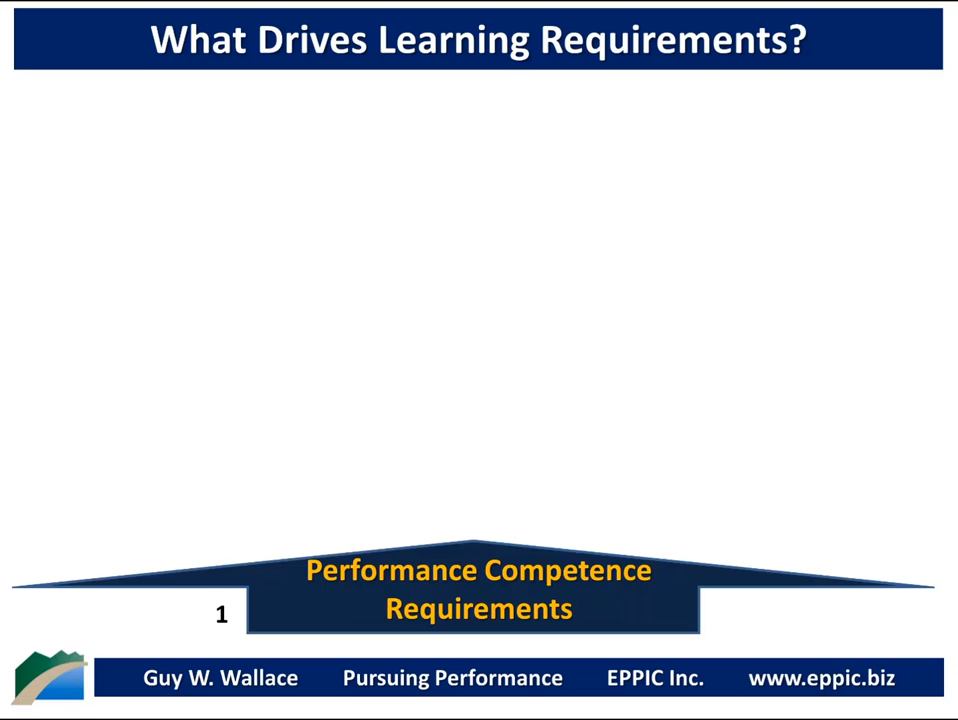 What Drives Learning Requirements?
Performance Competence
Requirements
1
Guy W. Wallace Pursuing Performance EPPIC Inc. www.eppic.biz